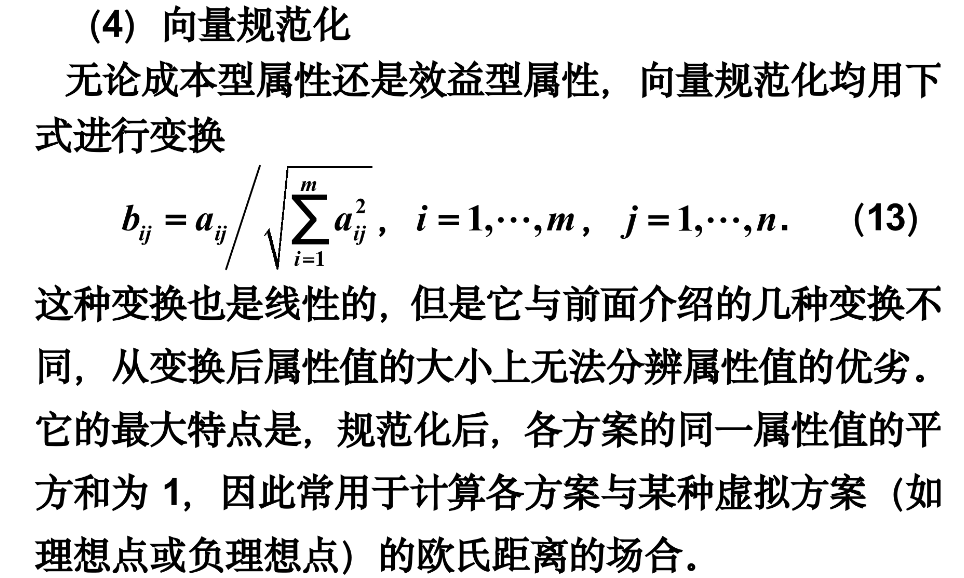 （4）向量规范化
无论成本型属性还是效益型属性，向量规范化均用下
式进行变换
b_{ij} = a_{ij} / \sqrt{\sum_{i=1}^{m} a_{ij}^{2}}，i = 1,⋯,m，j = 1,⋯,n． （13）
这种变换也是线性的，但是它与前面介绍的几种变换不
同，从变换后属性值的大小上无法分辨属性值的优劣．
它的最大特点是，规范化后，各方案的同一属性值的平
方和为 1，因此常用于计算各方案与某种虚拟方案（如
理想点或负理想点）的欧氏距离的场合．